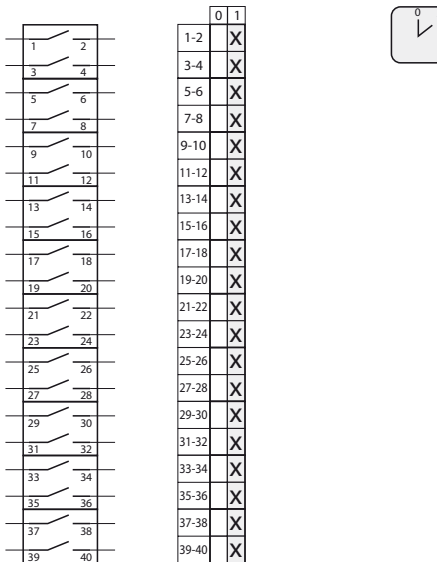 0 1
1 2
1-2 X
3 4
3-4 X
5 6
5-6 X
7 8
7-8 X
9 10
9-10 X
11 12
11-12 X
13 14
13-14 X
15 16
15-16 X
17 18
17-18 X
19 20
19-20 X
21 22
21-22 X
23 24
23-24 X
25 26
25-26 X
27 28
27-28 X
29 30
29-30 X
31 32
31-32 X
33 34
33-34 X
35 36
35-36 X
37 38
37-38 X
39 40
39-40 X
0